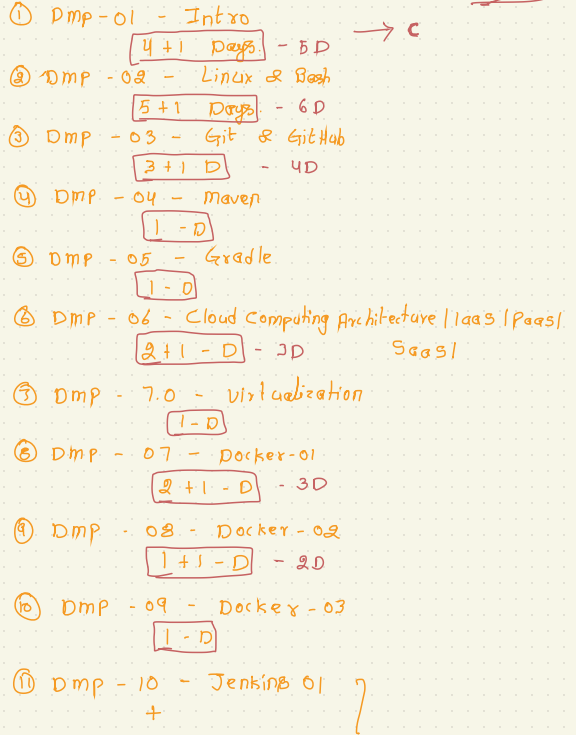 ① Dmp-01 - Intro
4+1 Days - 5D → C
② Dmp - 02 - Linux & Bash
5+1 Days - 6D
③ Dmp - 03 - Git & GitHub
3+1 D - 4D
④ Dmp - 04 - maven
1 - D
⑤ Dmp - 05 - Gradle
1 - D
⑥ Dmp - 06 - Cloud Computing Architecture | Iaas | Paas |
Saas |
2+1 - D - 3D
⑦ Dmp - 7.0 - Virtualization
1 - D
⑧ Dmp - 07 - Docker-01
2+1 - D - 3D
⑨ Dmp - 08 - Docker - 02
1+1 - D - 2D
⑩ Dmp - 09 - Docker - 03
1 - D
⑪ Dmp - 10 - Jenkins 01
+